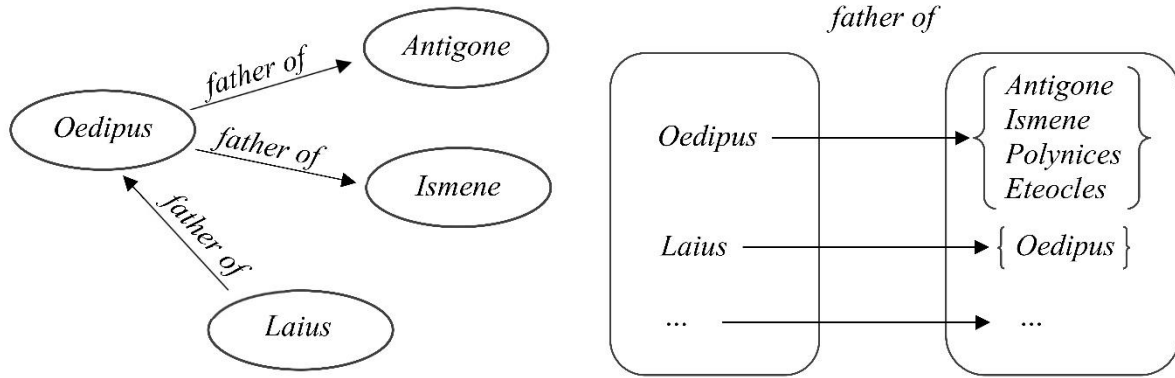 Antigone
father of
Oedipus
father of
Ismene
father of
Laius
father of
Oedipus
{ Antigone
Ismene
Polynices
Eteocles }
Laius
{ Oedipus }
...
...